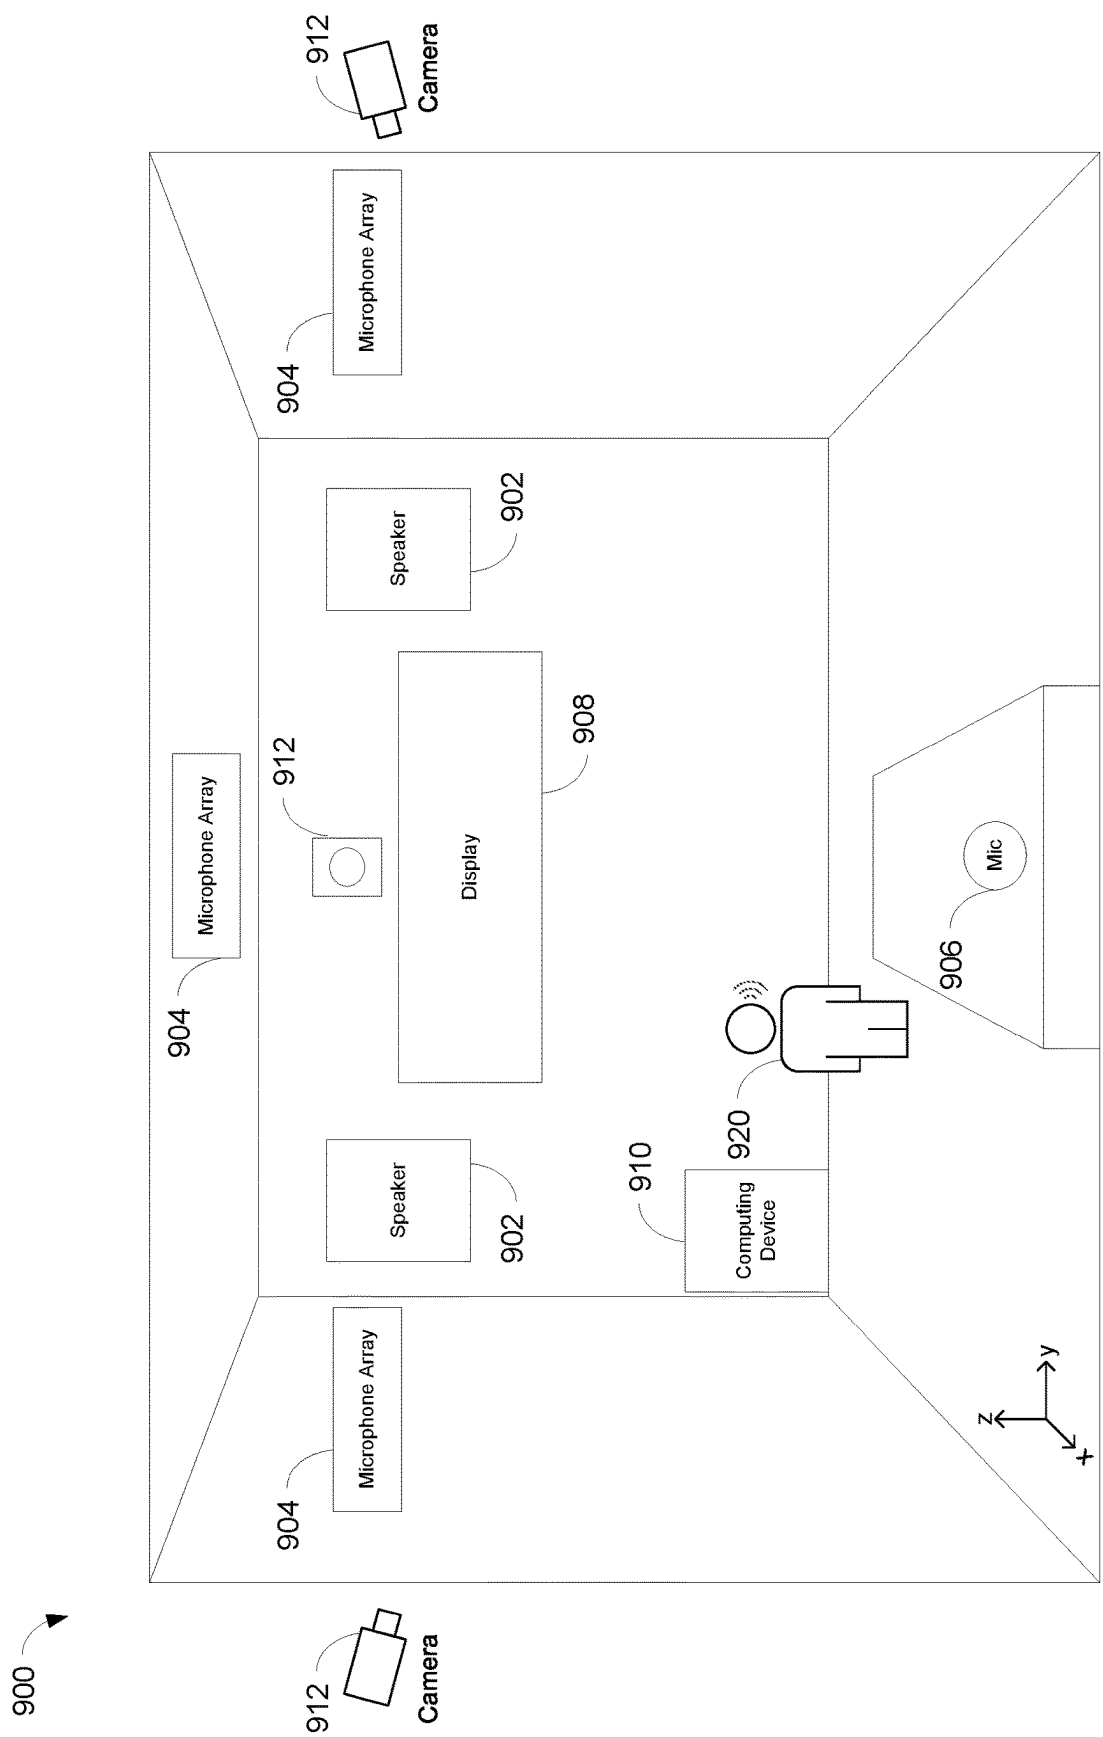 900
904
Microphone Array
904
912
904
912
912
Microphone Array
Microphone Array
Speaker
Speaker
Camera
Camera
Display
902
902
908
910
920
Computing
Device
906
Mic
z
y
x